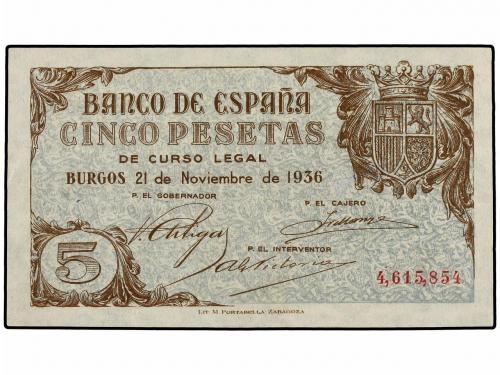 BANCO DE ESPAÑA
CINCO PESETAS
DE CURSO LEGAL
BURGOS 21 de Noviembre de 1936
P. EL GOBERNADOR
P. EL CAJERO
P. EL INTERVENTOR
5
4,615,854
LIT. M. PORTABELLA ZARAGOZA